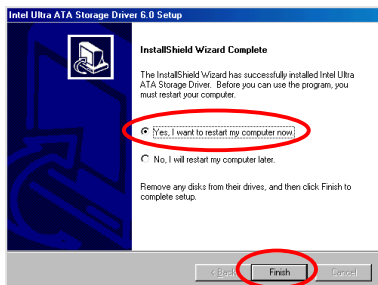 Intel Ultra ATA Storage Driver 6.0 Setup
InstallShield Wizard Complete
The InstallShield Wizard has successfully installed Intel Ultra
ATA Storage Driver. Before you can use the program, you
must restart your computer.
Yes, I want to restart my computer now.
No, I will restart my computer later.
Remove any disks from their drives, and then click Finish to
complete setup.
< Back Finish Cancel